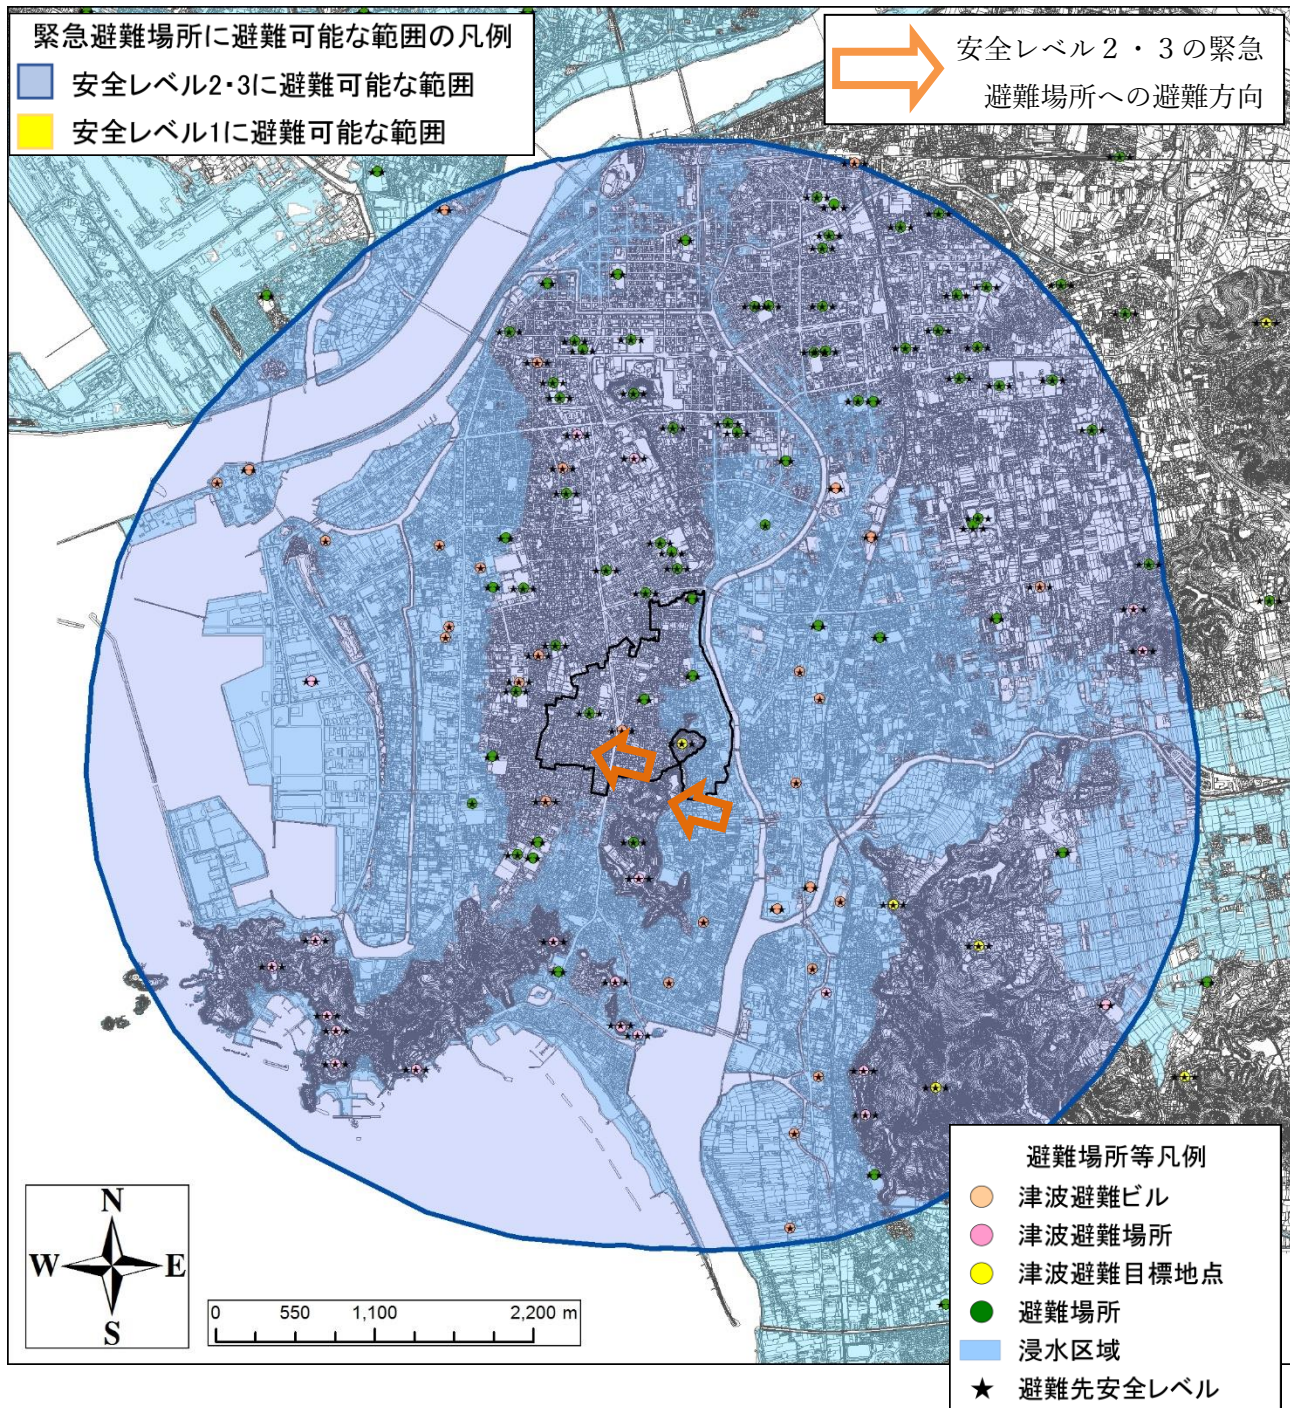 緊急避難場所に避難可能な範囲の凡例
安全レベル2・3に避難可能な範囲
安全レベル1に避難可能な範囲
安全レベル２・３の緊急
避難場所への避難方向
N
W E
S
0 550 1,100 2,200 m
避難場所等凡例
津波避難ビル
津波避難場所
津波避難目標地点
避難場所
浸水区域
★ 避難先安全レベル